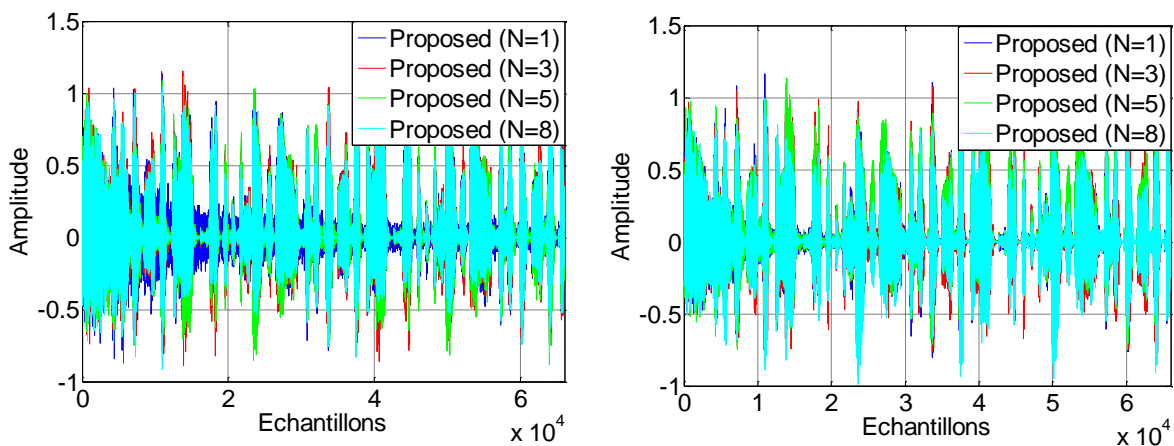 1.5
1
0.5
0
-0.5
-1
Amplitude
Proposed (N=1)
Proposed (N=3)
Proposed (N=5)
Proposed (N=8)
0 2 4 6
Echantillons
x 10^4
1.5
1
0.5
0
-0.5
-1
Amplitude
Proposed (N=1)
Proposed (N=3)
Proposed (N=5)
Proposed (N=8)
0 1 2 3 4 5 6
Echantillons
x 10^4